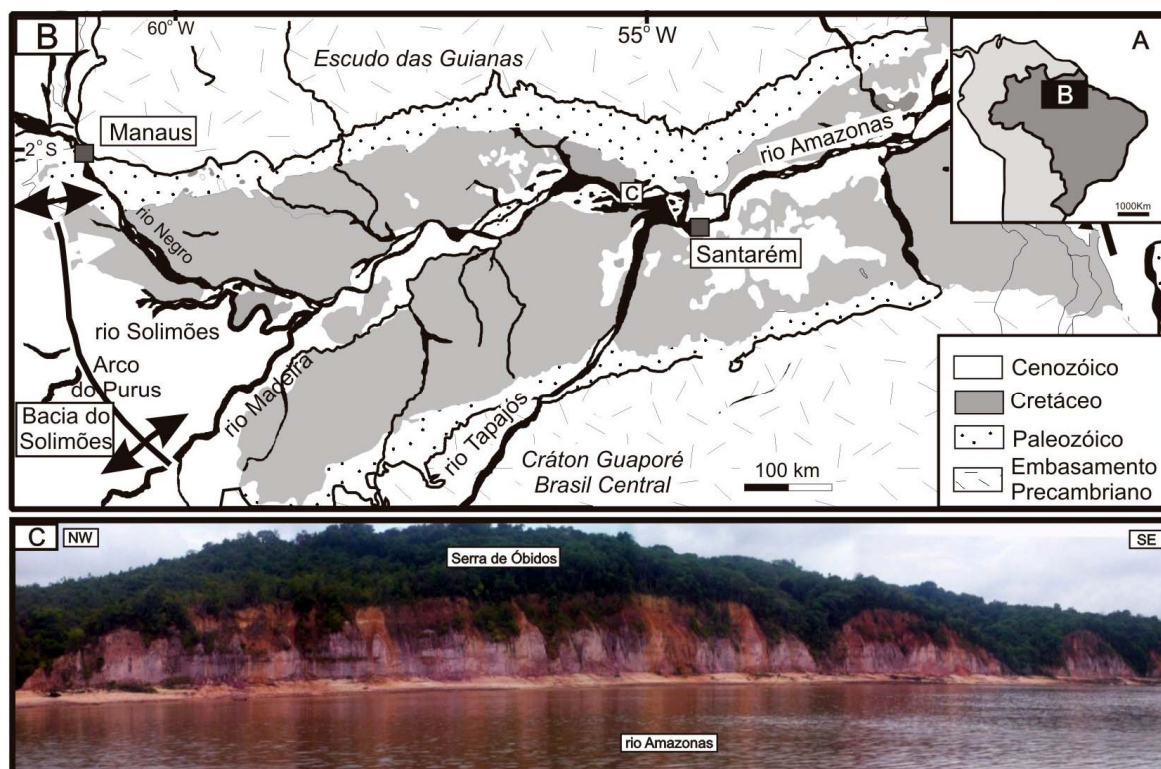 B
60° W
55° W
A
Escudo das Guianas
B
Manaus
2° S
rio Amazonas
C
1000Km
rio Negro
Santarém
rio Solimões
Arco
do Purus
Bacia do
Solimões
rio Madeira
rio Tapajós
Cráton Guaporé
Brasil Central
100 km
Cenozóico
Cretáceo
Paleozóico
Embasamento
Precambriano
C
NW
Serra de Óbidos
SE
rio Amazonas